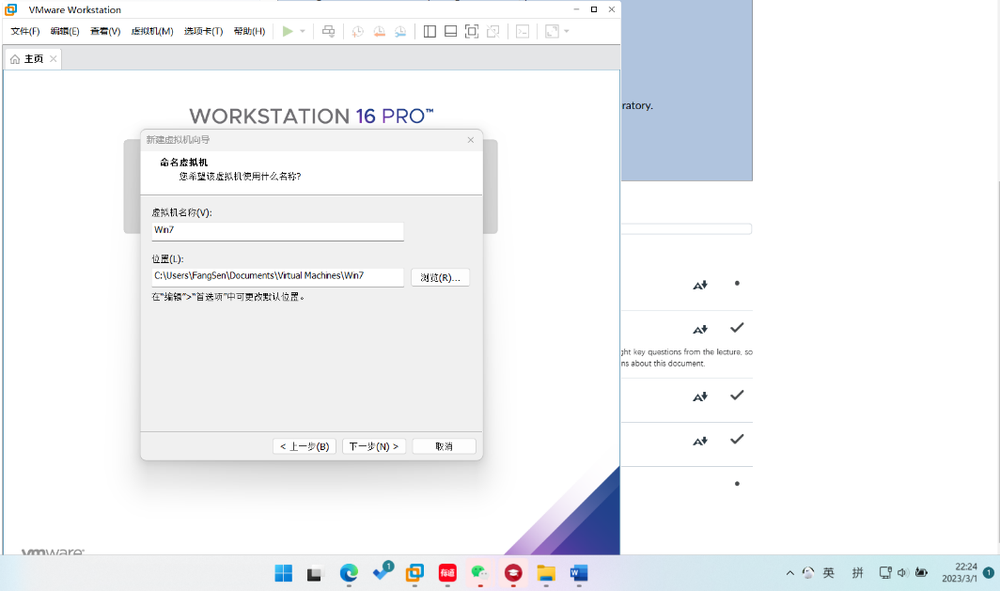 VMware Workstation
文件(F) 编辑(E) 查看(V) 虚拟机(M) 选项卡(T) 帮助(H)
主页
WORKSTATION 16 PRO™
新建虚拟机向导
命名虚拟机
您希望该虚拟机使用什么名称?
虚拟机名称(V):
Win7
位置(L):
C:\Users\FangSen\Documents\Virtual Machines\Win7
浏览(R)...
在"编辑">"首选项"中可更改默认位置。
< 上一步(B) 下一步(N) > 取消
vmware
ratory.
ght key questions from the lecture, so
ns about this document.
1
有道
W
英 拼
22:24
2023/3/1
1